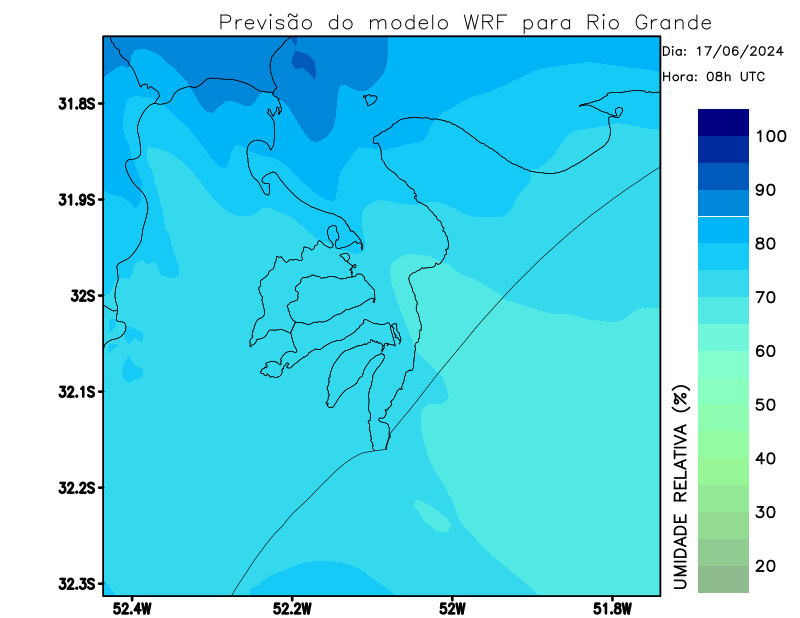 Previsão do modelo WRF para Rio Grande
Dia: 17/06/2024
Hora: 08h UTC
31.8S
31.9S
32S
32.1S
32.2S
32.3S
52.4W
52.2W
52W
51.8W
UMIDADE RELATIVA (%)
100
90
80
70
60
50
40
30
20